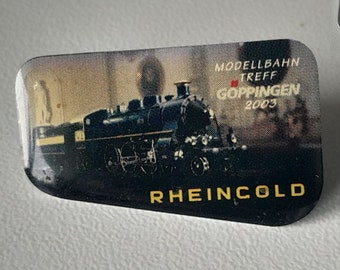 MODELLBAHN
TREFF
GÖPPINGEN
2003
RHEINGOLD